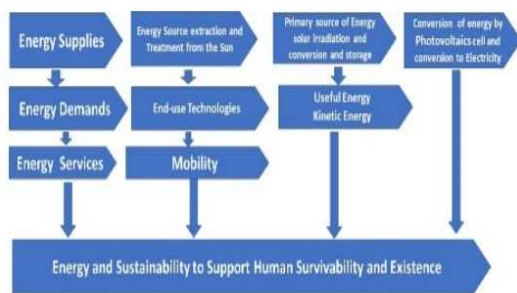 Energy Supplies
Energy Source extraction and
Treatment from the Sun
Primary source of Energy
solar irradiation and
conversion and storage
Conversion of energy by
Photovoltaics cell and
conversion to Electricity
Energy Demands
End-use Technologies
Useful Energy
Kinetic Energy
Energy Services
Mobility
Energy and Sustainability to Support Human Survivability and Existence